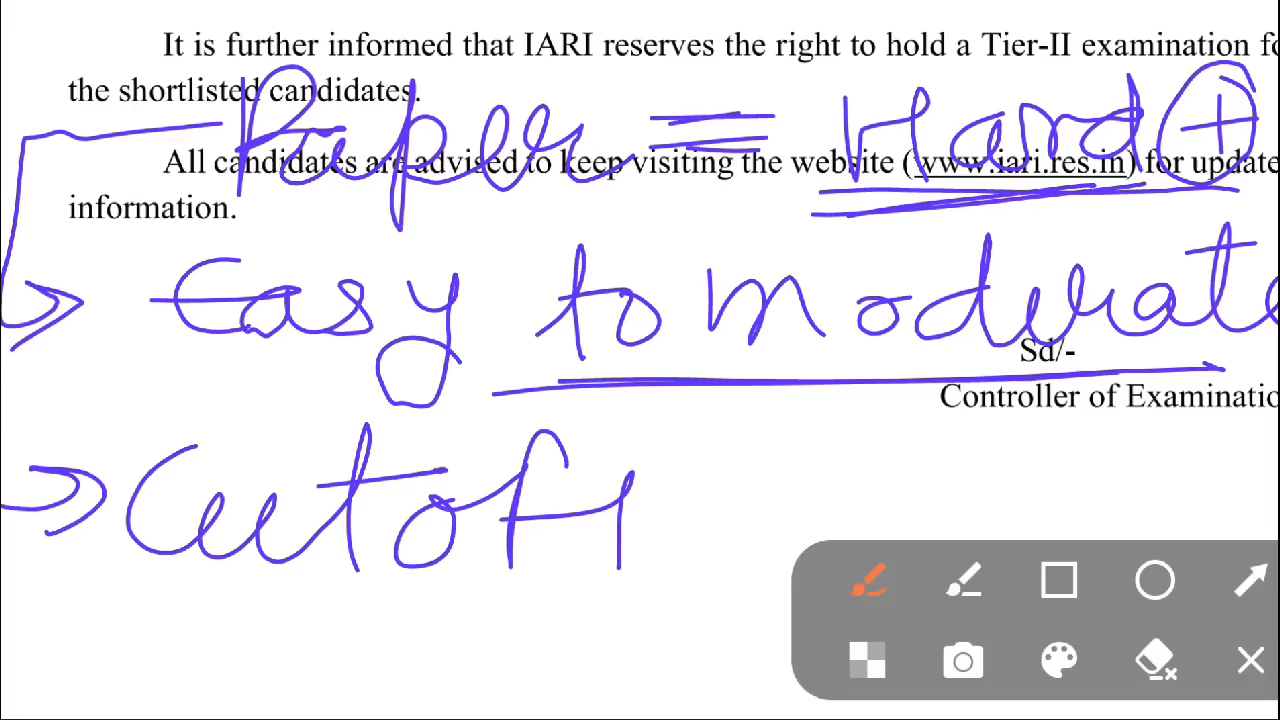 It is further informed that IARI reserves the right to hold a Tier-II examination fo
the shortlisted candidates.
Paper = Hard +
All candidates are advised to keep visiting the website (www.iari.res.in) for update
information.
Easy to moderate
Sd/-
Controller of Examinatio
Cutoff